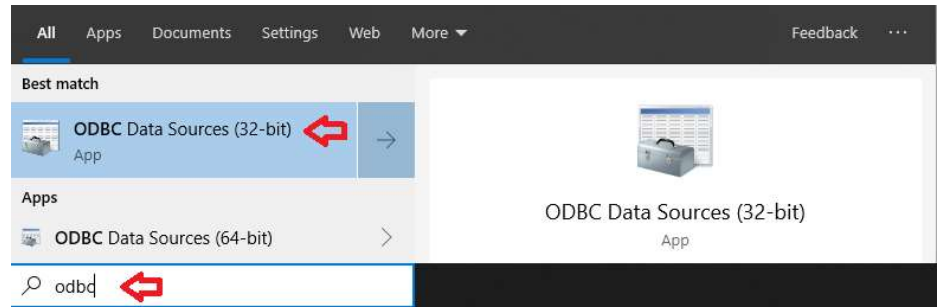 All Apps Documents Settings Web More Feedback ...
Best match
ODBC Data Sources (32-bit)
App
Apps
ODBC Data Sources (64-bit)
odbc
ODBC Data Sources (32-bit)
App